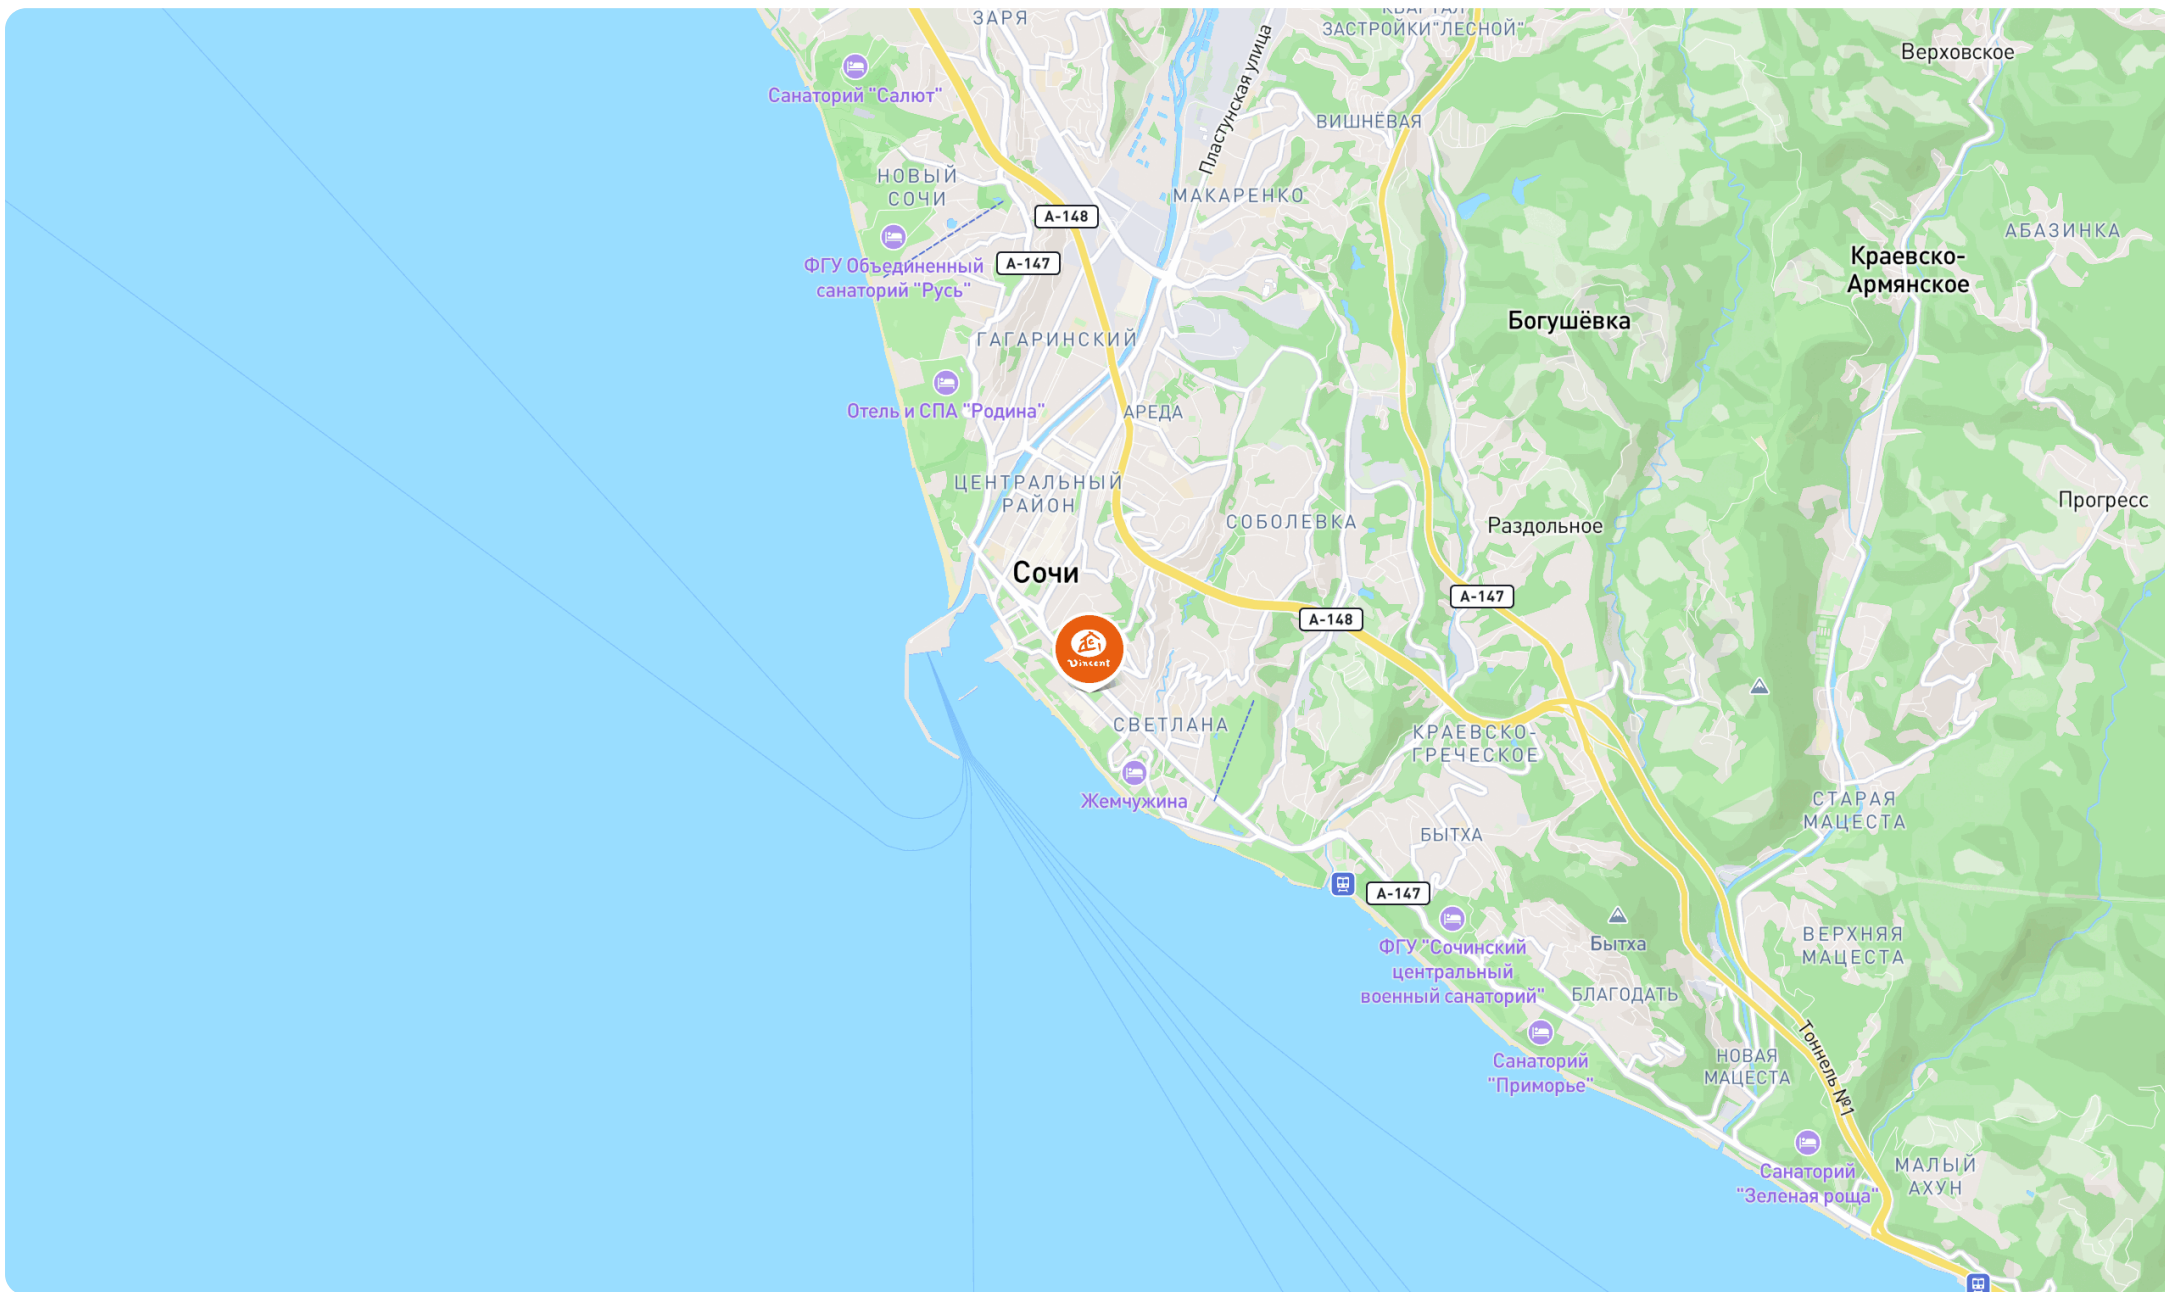 ЗАРЯ
КВАРТАЛ
ЗАСТРОЙКИ"ЛЕСНОЙ"
Верховское
Санаторий "Салют"
Пластунская улица
ВИШНЁВАЯ
НОВЫЙ
СОЧИ
МАКАРЕНКО
А-148
АБАЗИНКА
ФГУ Объединенный
санаторий "Русь"
А-147
Краевско-
Армянское
Богушёвка
ГАГАРИНСКИЙ
Отель и СПА "Родина"
АРЕДА
ЦЕНТРАЛЬНЫЙ
РАЙОН
СОБОЛЕВКА
Раздольное
Прогресс
Сочи
А-147
А-148
Vincent
СВЕТЛАНА
КРАЕВСКО-
ГРЕЧЕСКОЕ
Жемчужина
СТАРАЯ
МАЦЕСТА
БЫТХА
А-147
ФГУ "Сочинский
центральный
военный санаторий"
Бытха
ВЕРХНЯЯ
МАЦЕСТА
БЛАГОДАТЬ
Санаторий
"Приморье"
НОВАЯ
МАЦЕСТА
Тоннель №1
Санаторий
"Зеленая роща"
МАЛЫЙ
АХУН